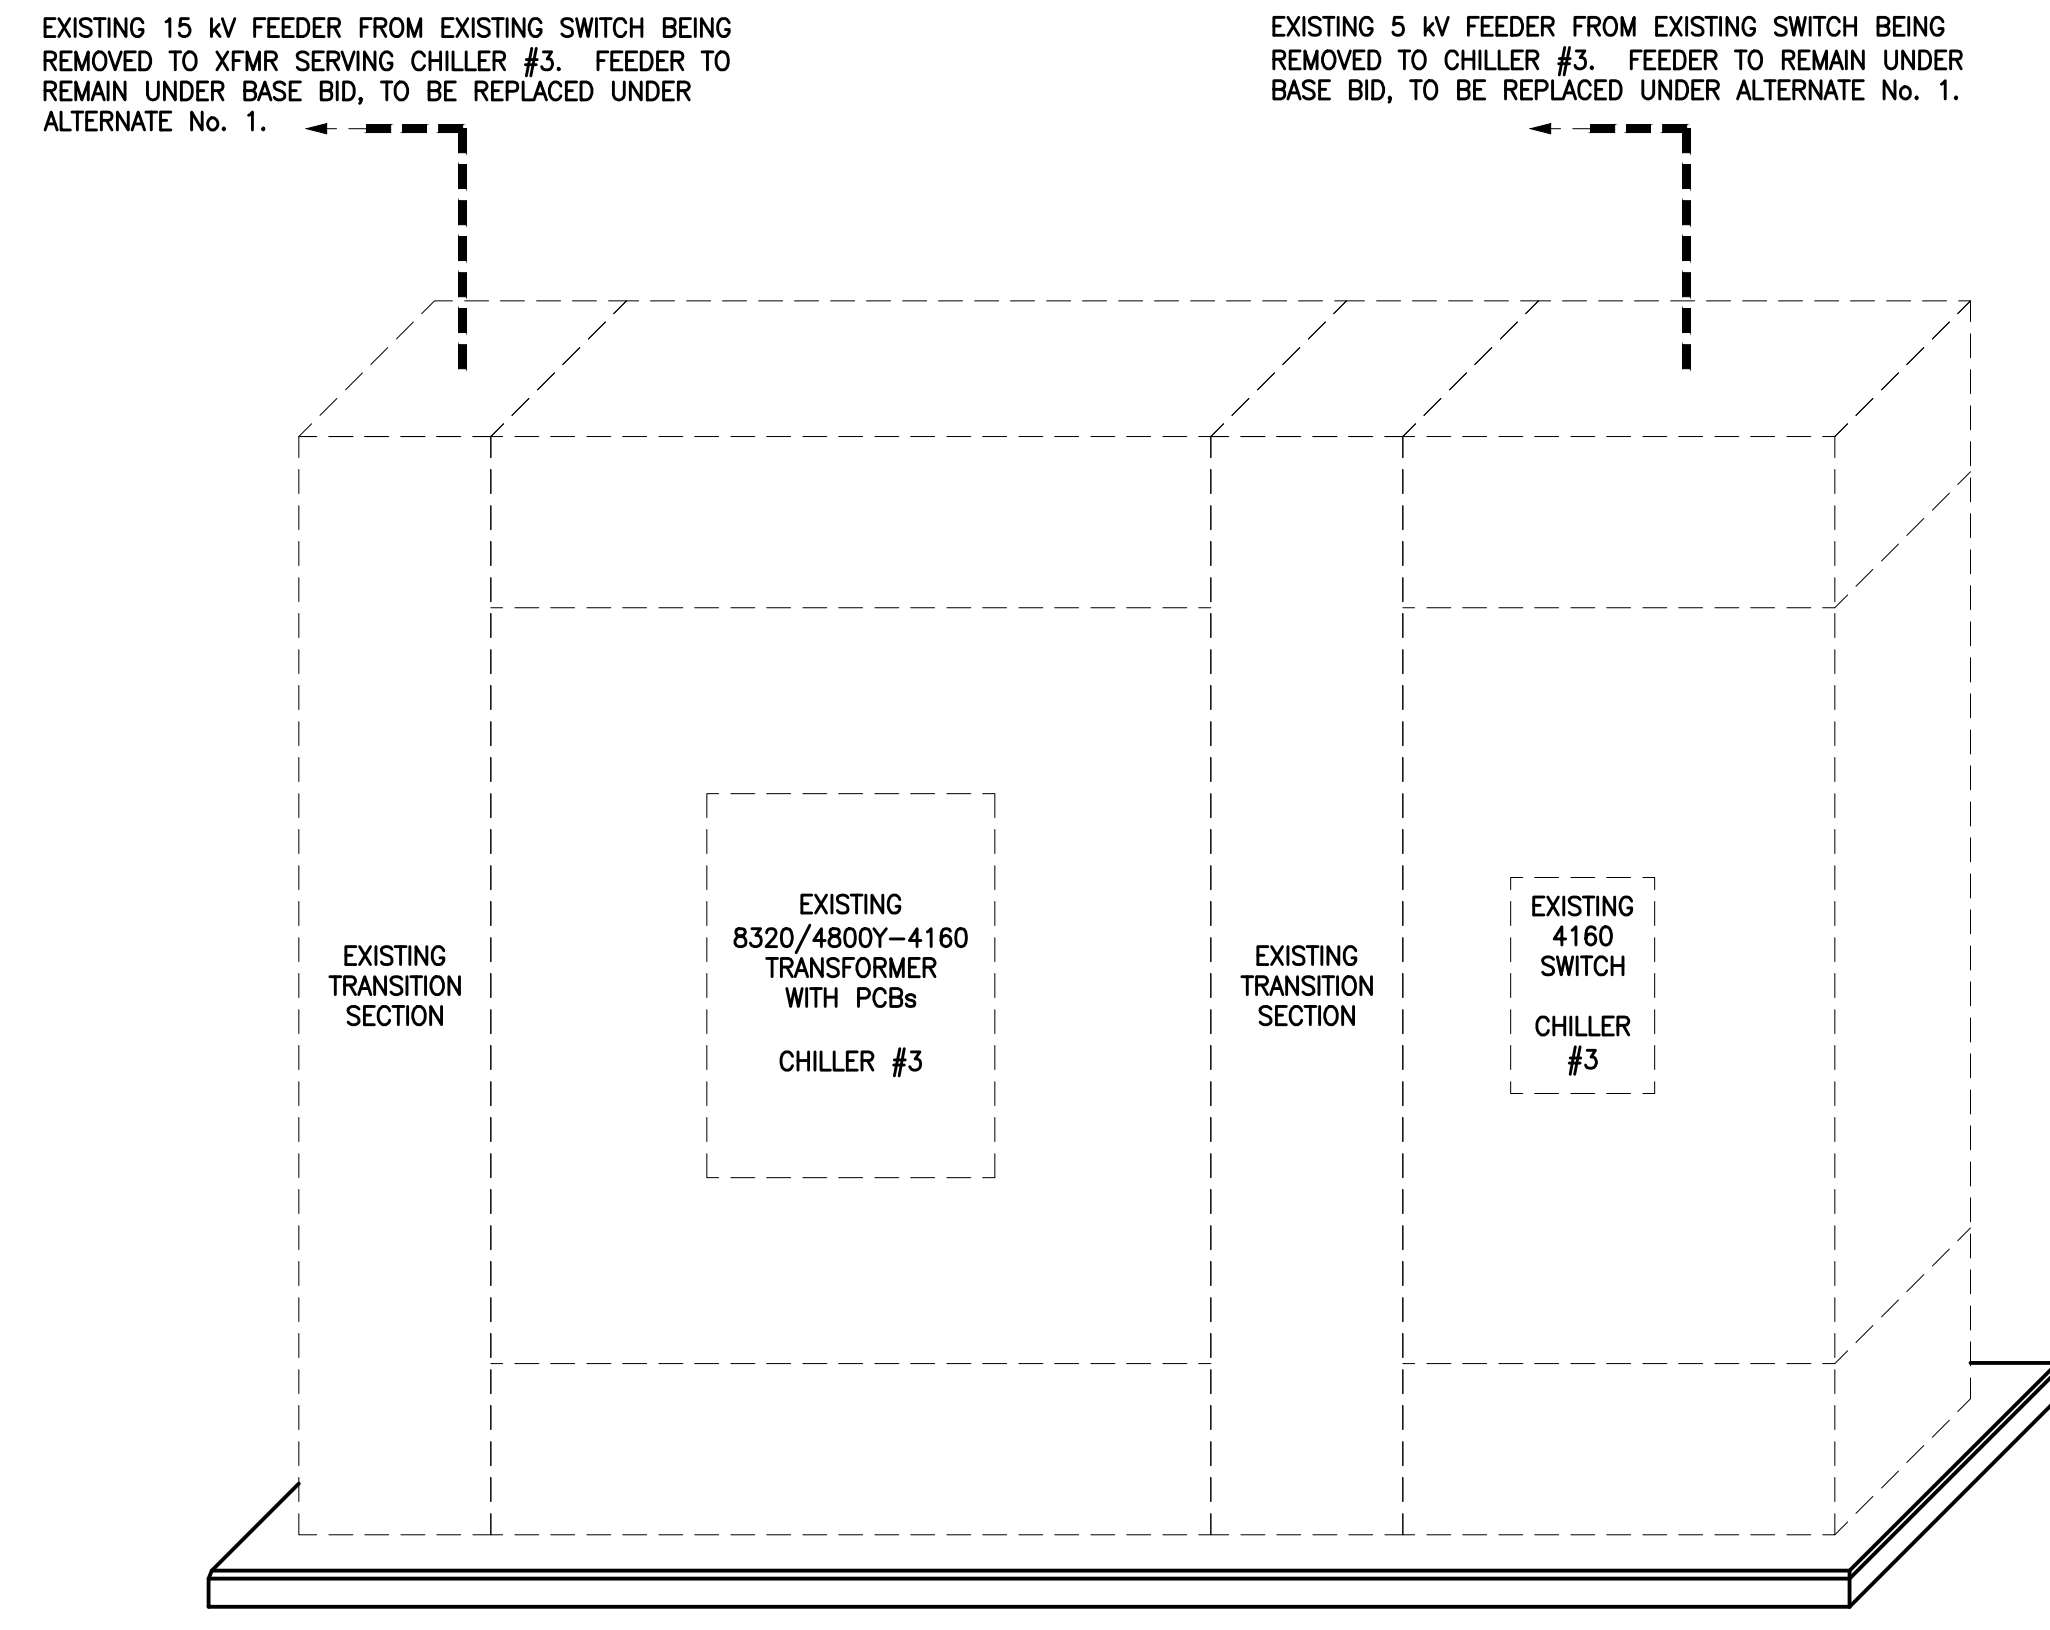 EXISTING 15 kV FEEDER FROM EXISTING SWITCH BEING
REMOVED TO XFMR SERVING CHILLER #3. FEEDER TO
REMAIN UNDER BASE BID, TO BE REPLACED UNDER
ALTERNATE No. 1.
EXISTING 5 kV FEEDER FROM EXISTING SWITCH BEING
REMOVED TO CHILLER #3. FEEDER TO REMAIN UNDER
BASE BID, TO BE REPLACED UNDER ALTERNATE No. 1.
EXISTING
TRANSITION
SECTION
EXISTING
8320/4800Y-4160
TRANSFORMER
WITH PCBs
CHILLER #3
EXISTING
TRANSITION
SECTION
EXISTING
4160
SWITCH
CHILLER
#3